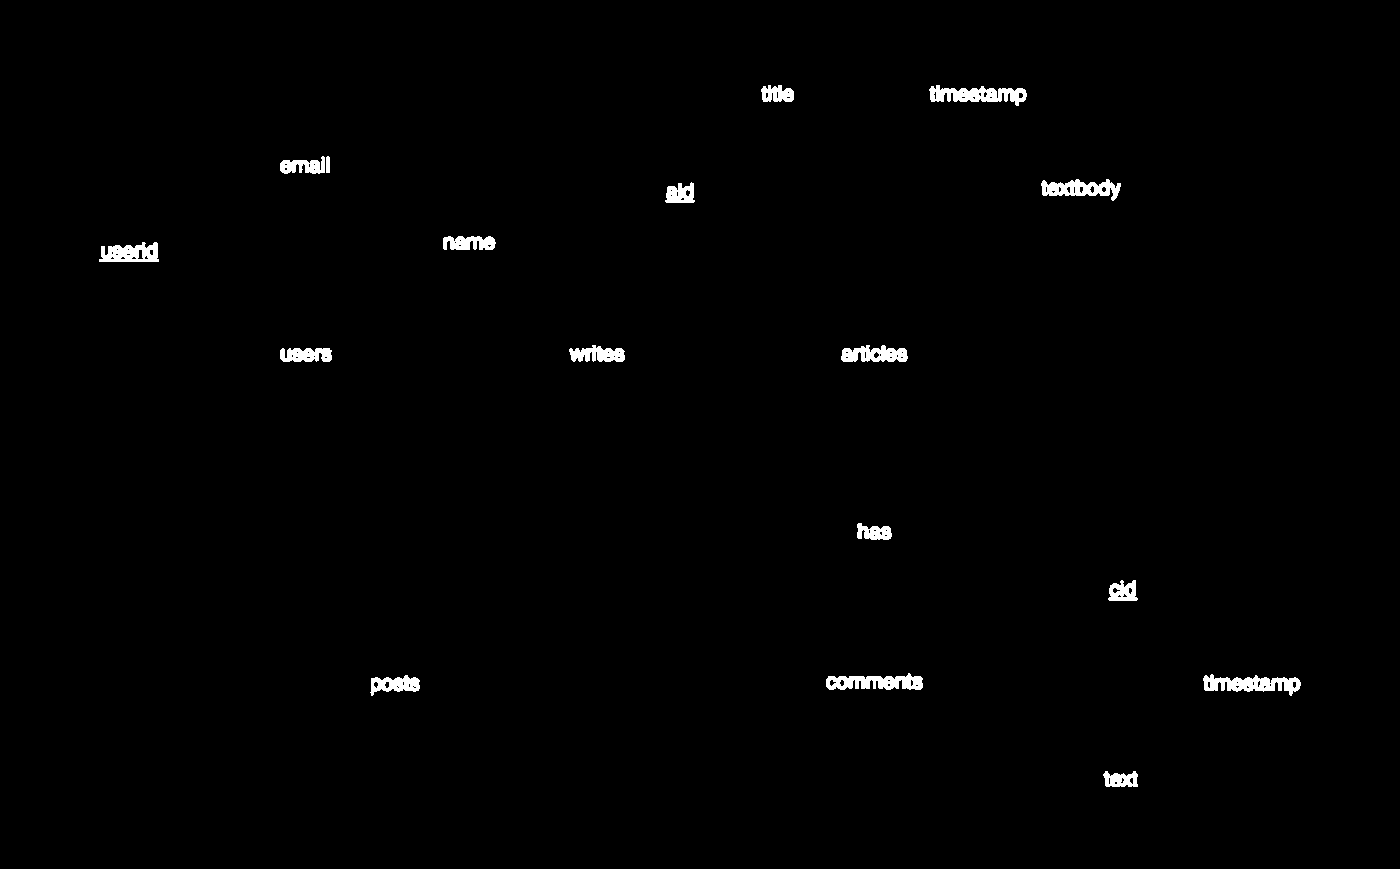 title
timestamp
email
aid
textbody
name
userid
users
writes
articles
has
cid
posts
comments
timestamp
text